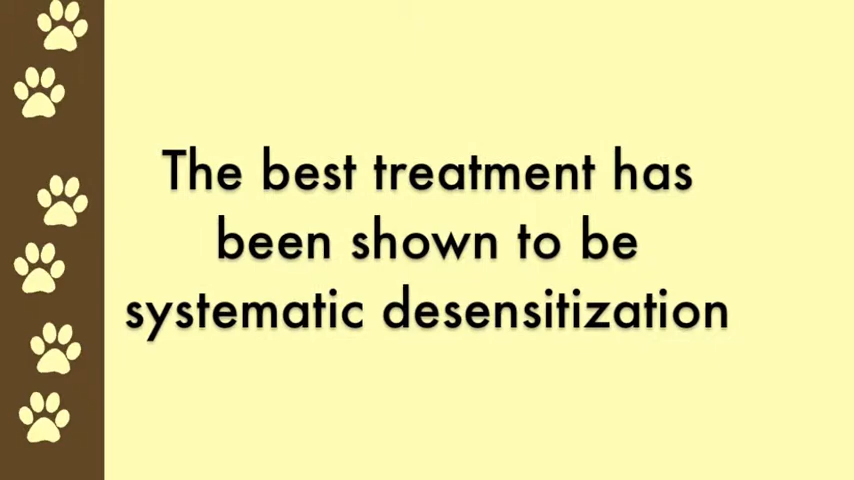 The best treatment has
been shown to be
systematic desensitization